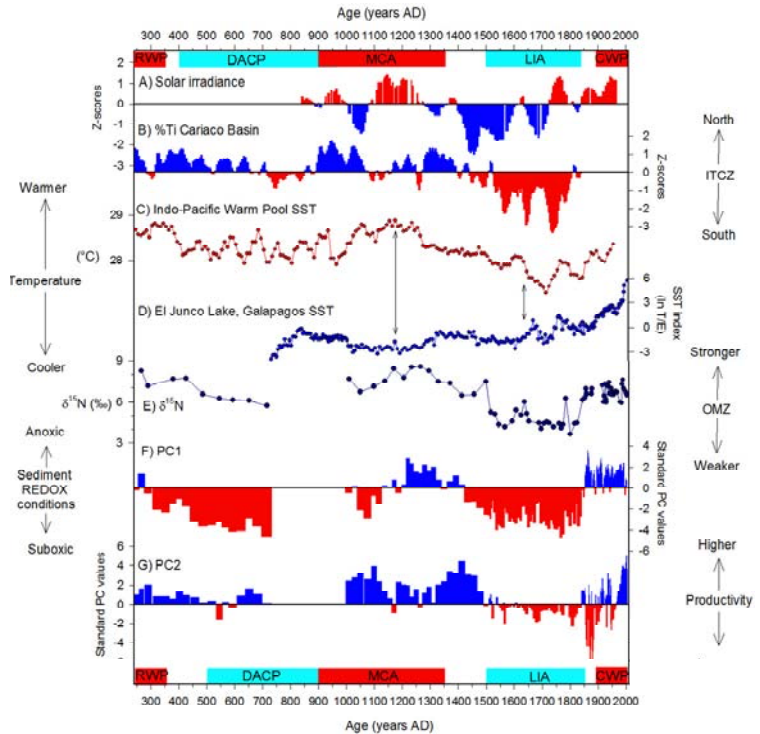 Age (years AD)
300 400 500 600 700 800 900 1000 1100 1200 1300 1400 1500 1600 1700 1800 1900 2000
RWP DACP MCA LIA CWP
A) Solar irradiance
Z-scores
2
1
0
-1
-2
-3
B) %Ti Cariaco Basin
2
1
0
-1
-2
-3
Z-scores
North
ITCZ
South
C) Indo-Pacific Warm Pool SST
29
28
(°C)
Warmer
Temperature
Cooler
D) El Junco Lake, Galapagos SST
6
3
0
-3
SST index
(ln T/E)
E) δ15N
9
6
3
δ15N (‰)
Stronger
OMZ
Weaker
F) PC1
4
2
0
-2
-4
-6
Standard PC values
Anoxic
Sediment
REDOX
conditions
Suboxic
G) PC2
6
4
2
0
-2
-4
Standard PC values
Higher
Productivity
RWP DACP MCA LIA CWP
300 400 500 600 700 800 900 1000 1100 1200 1300 1400 1500 1600 1700 1800 1900 2000
Age (years AD)